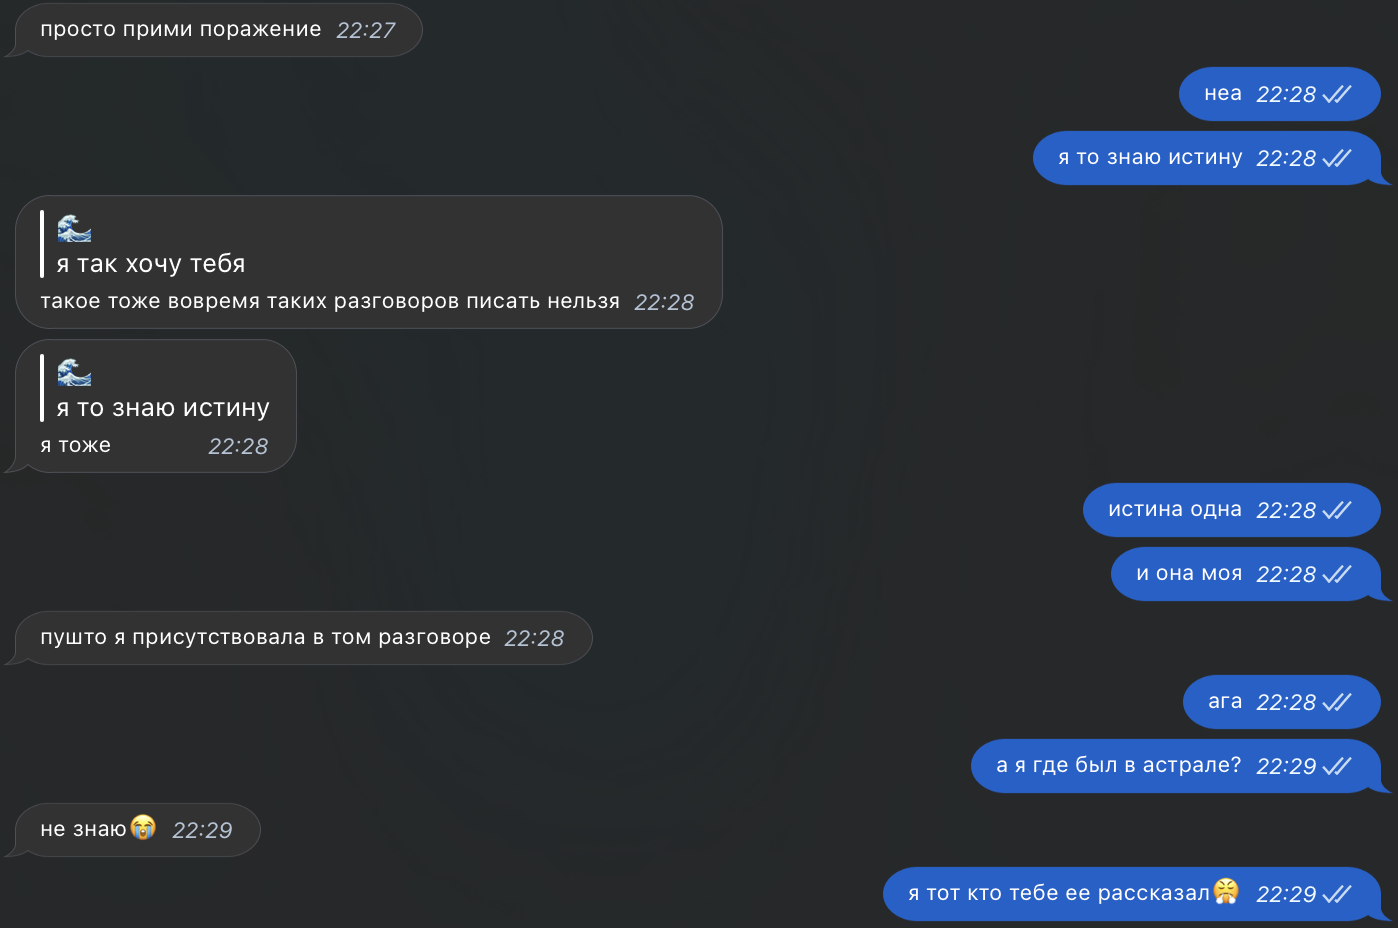 просто прими поражение 22:27
неа 22:28
я то знаю истину 22:28
🌊
я так хочу тебя
такое тоже вовремя таких разговоров писать нельзя 22:28
🌊
я то знаю истину
я тоже 22:28
истина одна 22:28
и она моя 22:28
пушто я присутствовала в том разговоре 22:28
ага 22:28
а я где был в астрале? 22:29
не знаю😭 22:29
я тот кто тебе ее рассказал😤 22:29